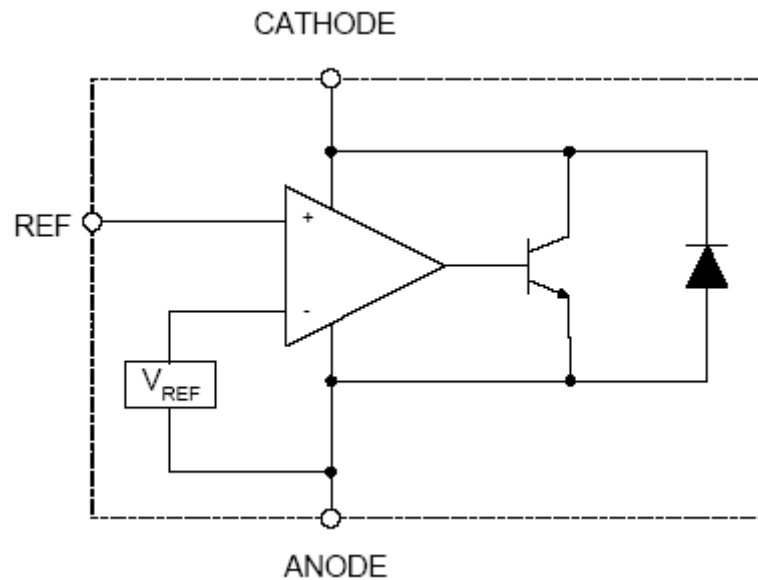 CATHODE
REF
+
-
VREF
ANODE